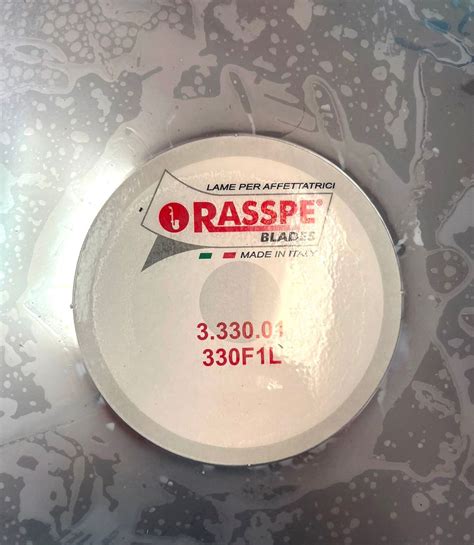 LAME PER AFFETTATRICI
RASSPE®
BLADES
MADE IN ITALY
3.330.01
330F1L